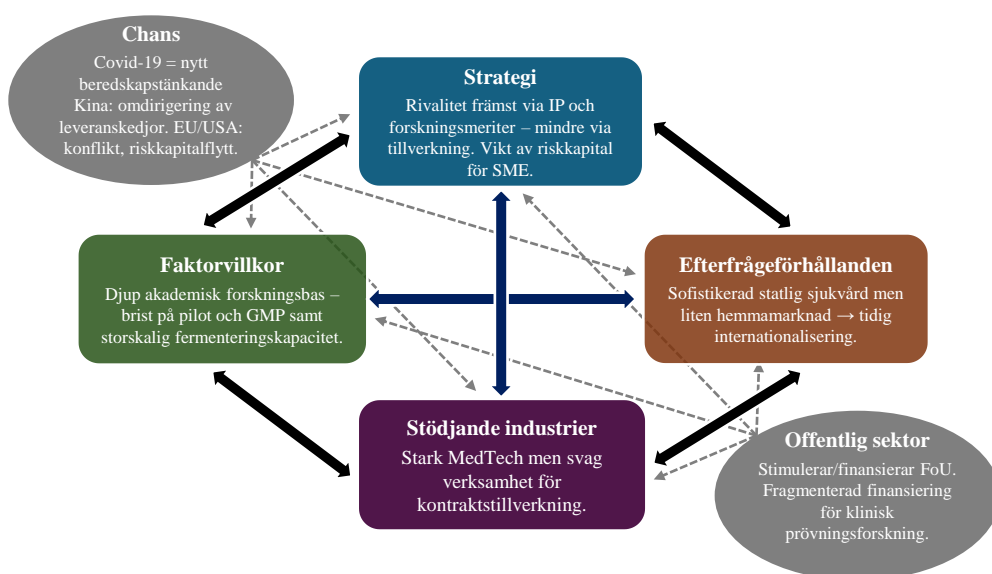 Chans
Covid-19 = nytt
beredskapstänkande
Kina: omdirigering av
leveranskedjor. EU/USA:
konflikt, riskkapitalflytt.
Strategi
Rivalitet främst via IP och
forskningsmeriter – mindre via
tillverkning. Vikt av riskkapital
för SME.
Faktorvillkor
Djup akademisk forskningsbas –
brist på pilot och GMP samt
storskalig fermenteringskapacitet.
Efterfrågeförhållanden
Sofistikerad statlig sjukvård men
liten hemmamarknad → tidig
internationalisering.
Stödjande industrier
Stark MedTech men svag
verksamhet för
kontraktstillverkning.
Offentlig sektor
Stimulerar/finansierar FoU.
Fragmenterad finansiering
för klinisk
prövningsforskning.